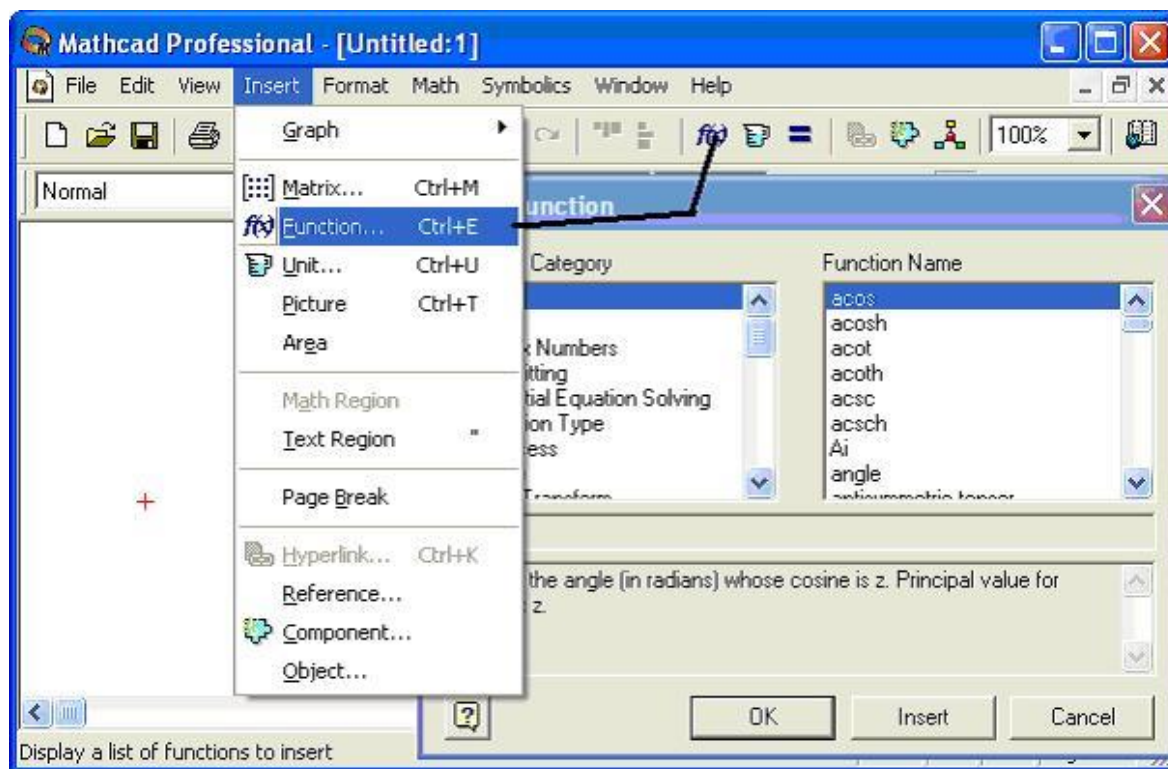 Mathcad Professional - [Untitled:1]
File Edit View Insert Format Math Symbolics Window Help
f(x) 100%
Normal
Graph
Matrix... Ctrl+M
f(x) Function... Ctrl+E
Unit... Ctrl+U
Picture Ctrl+T
Area
Math Region
Text Region "
Page Break
Hyperlink... Ctrl+K
Reference...
Component...
Object...
unction
Category
Numbers
itting
tial Equation Solving
ion Type
ess
Transform
Function Name
acos
acosh
acot
acoth
acsc
acsch
Ai
angle
antisymmetric tensor
the angle (in radians) whose cosine is z. Principal value for
z.
? OK Insert Cancel
Display a list of functions to insert